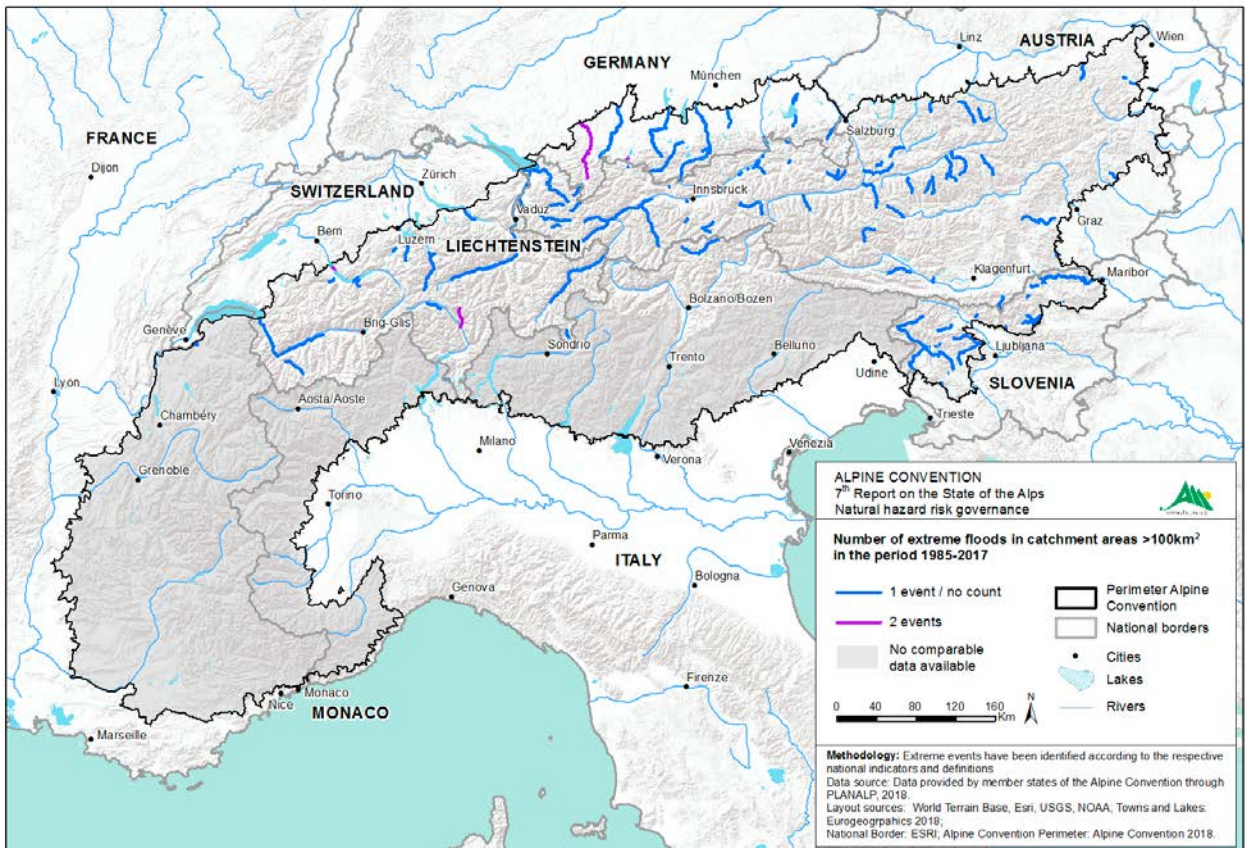 Linz
AUSTRIA
Wien
GERMANY
München
FRANCE
Salzburg
Dijon
SWITZERLAND
Zürich
Innsbruck
Vaduz
Graz
Bern
Luzern
LIECHTENSTEIN
Klagenfurt
Maribor
Bolzano/Bozen
Genève
Brig-Glis
Sondrio
Belluno
Ljubljana
Trento
Udine
SLOVENIA
Lyon
Aosta/Aoste
Chambéry
Trieste
Milano
Venezia
Verona
Grenoble
Torino
Parma
ITALY
Bologna
Genova
Firenze
Monaco
Nice
MONACO
Marseille
ALPINE CONVENTION
7th Report on the State of the Alps
Natural hazard risk governance
Number of extreme floods in catchment areas >100km²
in the period 1985-2017
1 event / no count
2 events
No comparable
data available
Perimeter Alpine
Convention
National borders
Cities
Lakes
Rivers
0 40 80 120 160
Km
N
Methodology: Extreme events have been identified according to the respective
national indicators and definitions
Data source: Data provided by member states of the Alpine Convention through
PLANALP, 2018.
Layout sources: World Terrain Base, Esri, USGS, NOAA; Towns and Lakes:
Eurogeogrpahics 2018;
National Border: ESRI; Alpine Convention Perimeter: Alpine Convention 2018.